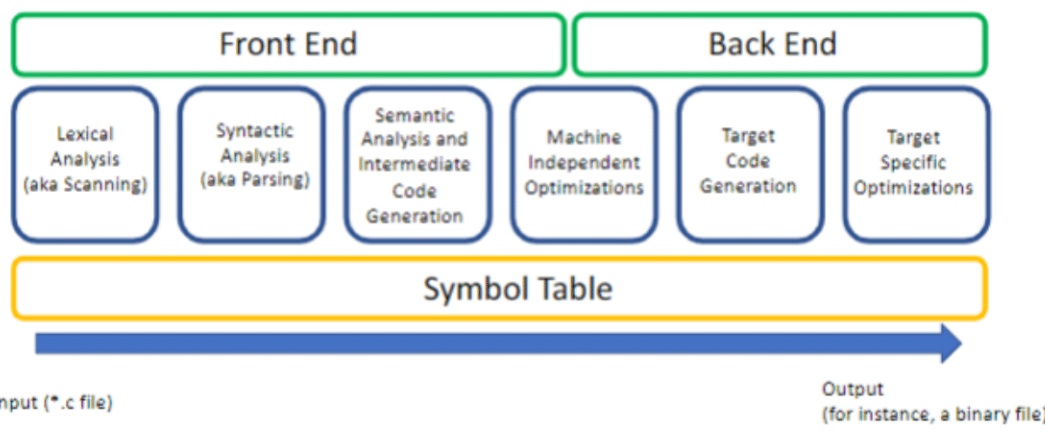 Front End
Back End
Lexical
Analysis
(aka Scanning)
Syntactic
Analysis
(aka Parsing)
Semantic
Analysis and
Intermediate
Code
Generation
Machine
Independent
Optimizations
Target
Code
Generation
Target
Specific
Optimizations
Symbol Table
nput (*.c file)
Output
(for instance, a binary file)